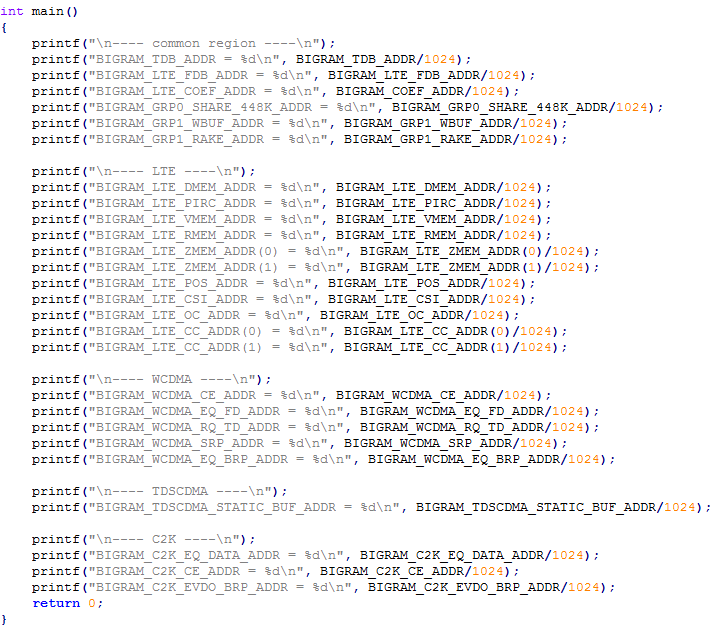 int main()
{
    printf("\n---- common region ----\n");
    printf("BIGRAM_TDB_ADDR = %d\n", BIGRAM_TDB_ADDR/1024);
    printf("BIGRAM_LTE_FDB_ADDR = %d\n", BIGRAM_LTE_FDB_ADDR/1024);
    printf("BIGRAM_LTE_COEF_ADDR = %d\n", BIGRAM_COEF_ADDR/1024);
    printf("BIGRAM_GRP0_SHARE_448K_ADDR = %d\n", BIGRAM_GRP0_SHARE_448K_ADDR/1024);
    printf("BIGRAM_GRP1_WBUF_ADDR = %d\n", BIGRAM_GRP1_WBUF_ADDR/1024);
    printf("BIGRAM_GRP1_RAKE_ADDR = %d\n", BIGRAM_GRP1_RAKE_ADDR/1024);

    printf("\n---- LTE ----\n");
    printf("BIGRAM_LTE_DMEM_ADDR = %d\n", BIGRAM_LTE_DMEM_ADDR/1024);
    printf("BIGRAM_LTE_PIRC_ADDR = %d\n", BIGRAM_LTE_PIRC_ADDR/1024);
    printf("BIGRAM_LTE_VMEM_ADDR = %d\n", BIGRAM_LTE_VMEM_ADDR/1024);
    printf("BIGRAM_LTE_RMEM_ADDR = %d\n", BIGRAM_LTE_RMEM_ADDR/1024);
    printf("BIGRAM_LTE_ZMEM_ADDR(0) = %d\n", BIGRAM_LTE_ZMEM_ADDR(0)/1024);
    printf("BIGRAM_LTE_ZMEM_ADDR(1) = %d\n", BIGRAM_LTE_ZMEM_ADDR(1)/1024);
    printf("BIGRAM_LTE_POS_ADDR = %d\n", BIGRAM_LTE_POS_ADDR/1024);
    printf("BIGRAM_LTE_CSI_ADDR = %d\n", BIGRAM_LTE_CSI_ADDR/1024);
    printf("BIGRAM_LTE_OC_ADDR = %d\n", BIGRAM_LTE_OC_ADDR/1024);
    printf("BIGRAM_LTE_CC_ADDR(0) = %d\n", BIGRAM_LTE_CC_ADDR(0)/1024);
    printf("BIGRAM_LTE_CC_ADDR(1) = %d\n", BIGRAM_LTE_CC_ADDR(1)/1024);

    printf("\n---- WCDMA ----\n");
    printf("BIGRAM_WCDMA_CE_ADDR = %d\n", BIGRAM_WCDMA_CE_ADDR/1024);
    printf("BIGRAM_WCDMA_EQ_FD_ADDR = %d\n", BIGRAM_WCDMA_EQ_FD_ADDR/1024);
    printf("BIGRAM_WCDMA_RQ_TD_ADDR = %d\n", BIGRAM_WCDMA_RQ_TD_ADDR/1024);
    printf("BIGRAM_WCDMA_SRP_ADDR = %d\n", BIGRAM_WCDMA_SRP_ADDR/1024);
    printf("BIGRAM_WCDMA_EQ_BRP_ADDR = %d\n", BIGRAM_WCDMA_EQ_BRP_ADDR/1024);

    printf("\n---- TDSCDMA ----\n");
    printf("BIGRAM_TDSCDMA_STATIC_BUF_ADDR = %d\n", BIGRAM_TDSCDMA_STATIC_BUF_ADDR/1024);

    printf("\n---- C2K ----\n");
    printf("BIGRAM_C2K_EQ_DATA_ADDR = %d\n", BIGRAM_C2K_EQ_DATA_ADDR/1024);
    printf("BIGRAM_C2K_CE_ADDR = %d\n", BIGRAM_C2K_CE_ADDR/1024);
    printf("BIGRAM_C2K_EVDO_BRP_ADDR = %d\n", BIGRAM_C2K_EVDO_BRP_ADDR/1024);
    return 0;
}